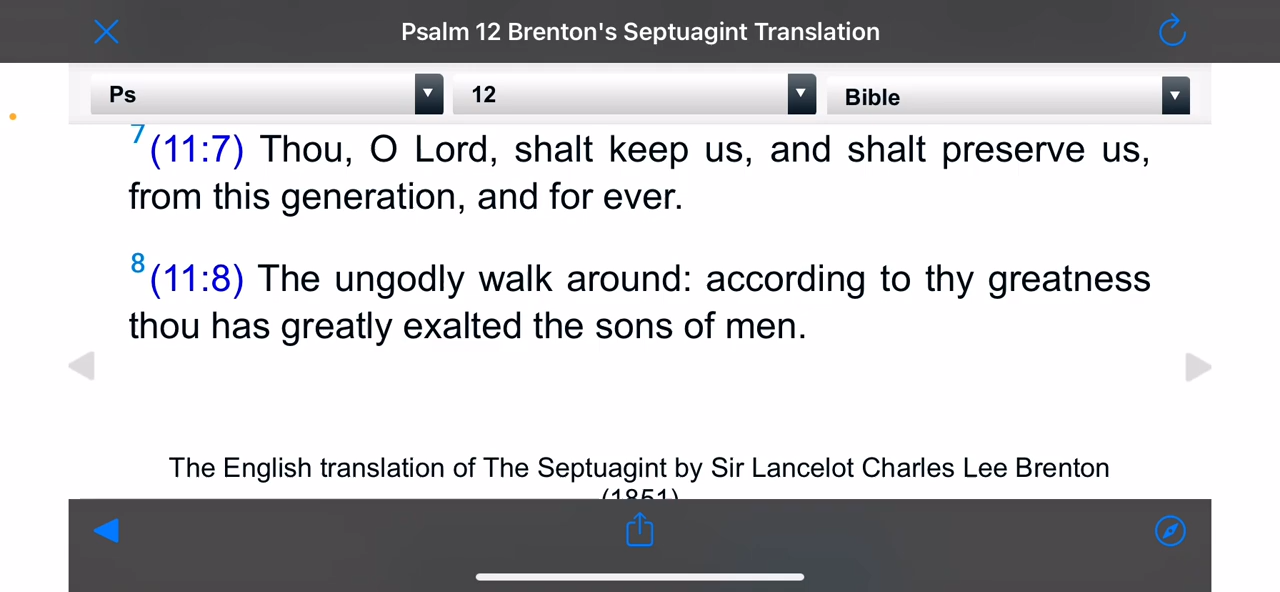 Psalm 12 Brenton's Septuagint Translation
Ps
12
Bible
7 (11:7) Thou, O Lord, shalt keep us, and shalt preserve us,
from this generation, and for ever.
8 (11:8) The ungodly walk around: according to thy greatness
thou has greatly exalted the sons of men.
The English translation of The Septuagint by Sir Lancelot Charles Lee Brenton
(1851)